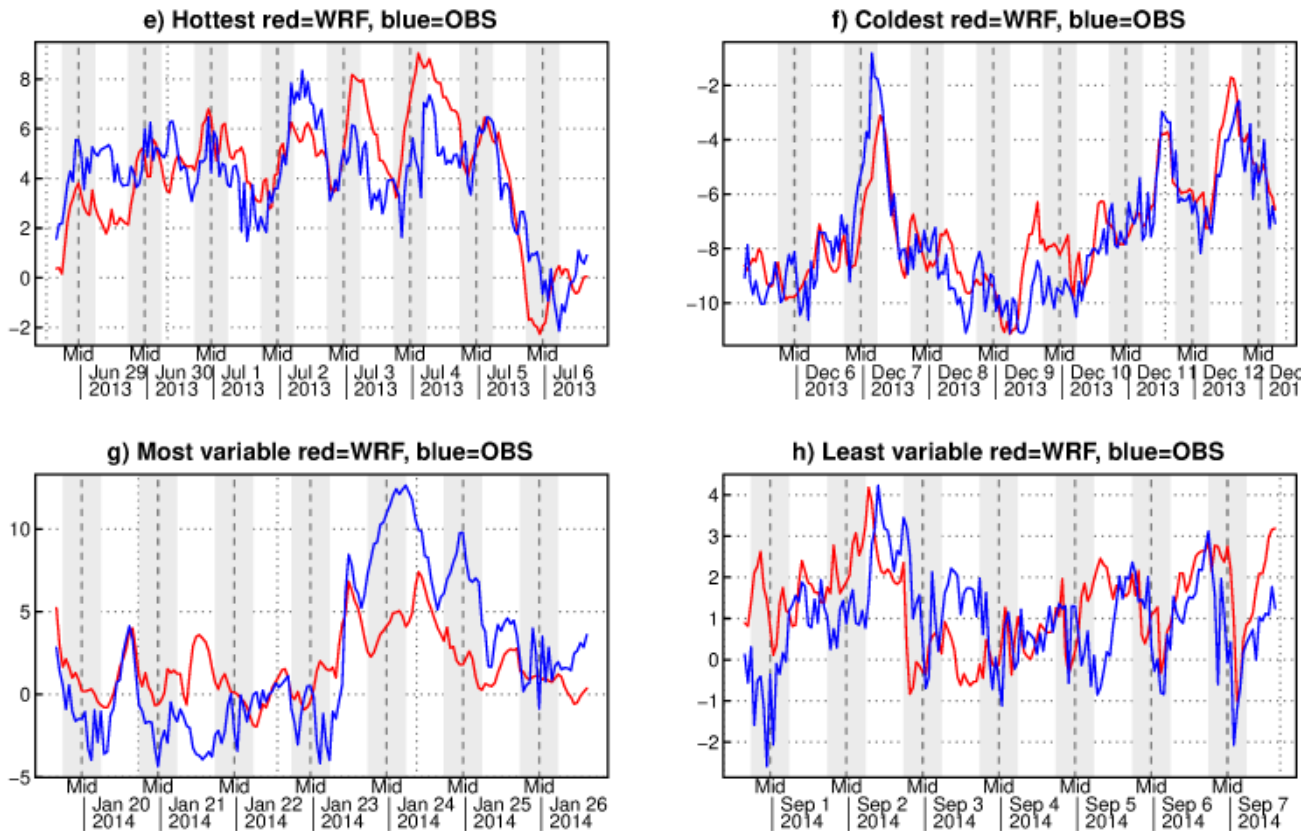 e) Hottest red=WRF, blue=OBS
8
6
4
2
0
−2
Mid Mid Mid Mid Mid Mid Mid Mid
Jun 29 Jun 30 Jul 1 Jul 2 Jul 3 Jul 4 Jul 5 Jul 6
2013 2013 2013 2013 2013 2013 2013 2013
f) Coldest red=WRF, blue=OBS
−2
−4
−6
−8
−10
Mid Mid Mid Mid Mid Mid Mid Mid
Dec 6 Dec 7 Dec 8 Dec 9 Dec 10 Dec 11 Dec 12 Dec
2013 2013 2013 2013 2013 2013 2013 201
g) Most variable red=WRF, blue=OBS
10
5
0
−5
Mid Mid Mid Mid Mid Mid Mid
Jan 20 Jan 21 Jan 22 Jan 23 Jan 24 Jan 25 Jan 26
2014 2014 2014 2014 2014 2014 2014
h) Least variable red=WRF, blue=OBS
4
3
2
1
0
−1
−2
Mid Mid Mid Mid Mid Mid Mid
Sep 1 Sep 2 Sep 3 Sep 4 Sep 5 Sep 6 Sep 7
2014 2014 2014 2014 2014 2014 2014